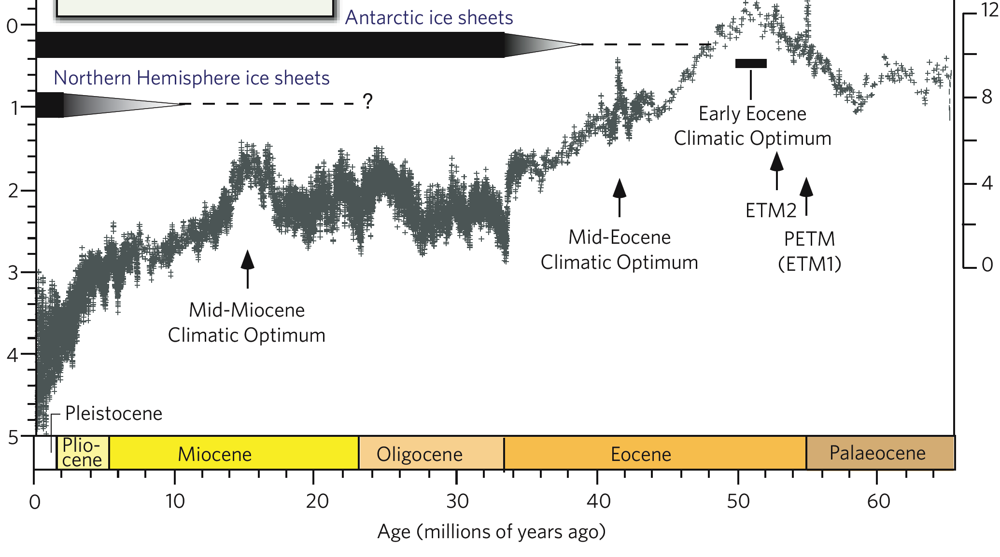 Antarctic ice sheets
Northern Hemisphere ice sheets
?
0
1
2
3
4
5
12
8
4
0
Early Eocene
Climatic Optimum
ETM2
PETM
(ETM1)
Mid-Eocene
Climatic Optimum
Mid-Miocene
Climatic Optimum
Pleistocene
Plio-
cene
Miocene
Oligocene
Eocene
Palaeocene
0
10
20
30
40
50
60
Age (millions of years ago)